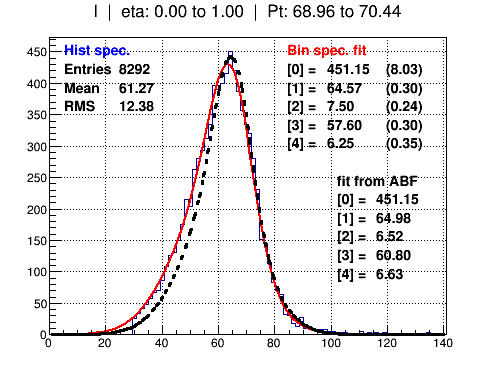 I | eta: 0.00 to 1.00 | Pt: 68.96 to 70.44
Hist spec.
Entries 8292
Mean 61.27
RMS 12.38
Bin spec. fit
[0] = 451.15 (8.03)
[1] = 64.57 (0.30)
[2] = 7.50 (0.24)
[3] = 57.60 (0.30)
[4] = 6.25 (0.35)
fit from ABF
[0] = 451.15
[1] = 64.98
[2] = 6.52
[3] = 60.80
[4] = 6.63
450
400
350
300
250
200
150
100
50
0
0 20 40 60 80 100 120 140